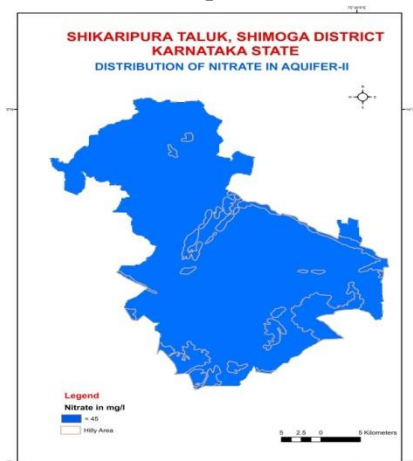 SHIKARIPURA TALUK, SHIMOGA DISTRICT
KARNATAKA STATE
DISTRIBUTION OF NITRATE IN AQUIFER-II
N
W E
S
Legend
Nitrate in mg/l
< 45
Hilly Area
5 2.5 0 5 Kilometers